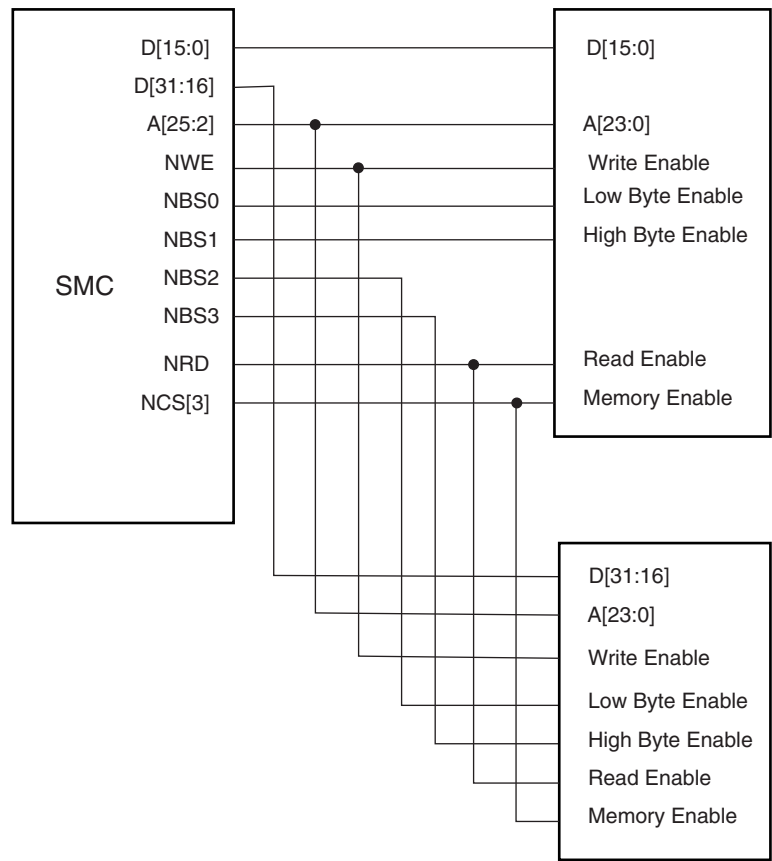 SMC
D[15:0]
D[31:16]
A[25:2]
NWE
NBS0
NBS1
NBS2
NBS3
NRD
NCS[3]
D[15:0]
A[23:0]
Write Enable
Low Byte Enable
High Byte Enable
Read Enable
Memory Enable
D[31:16]
A[23:0]
Write Enable
Low Byte Enable
High Byte Enable
Read Enable
Memory Enable